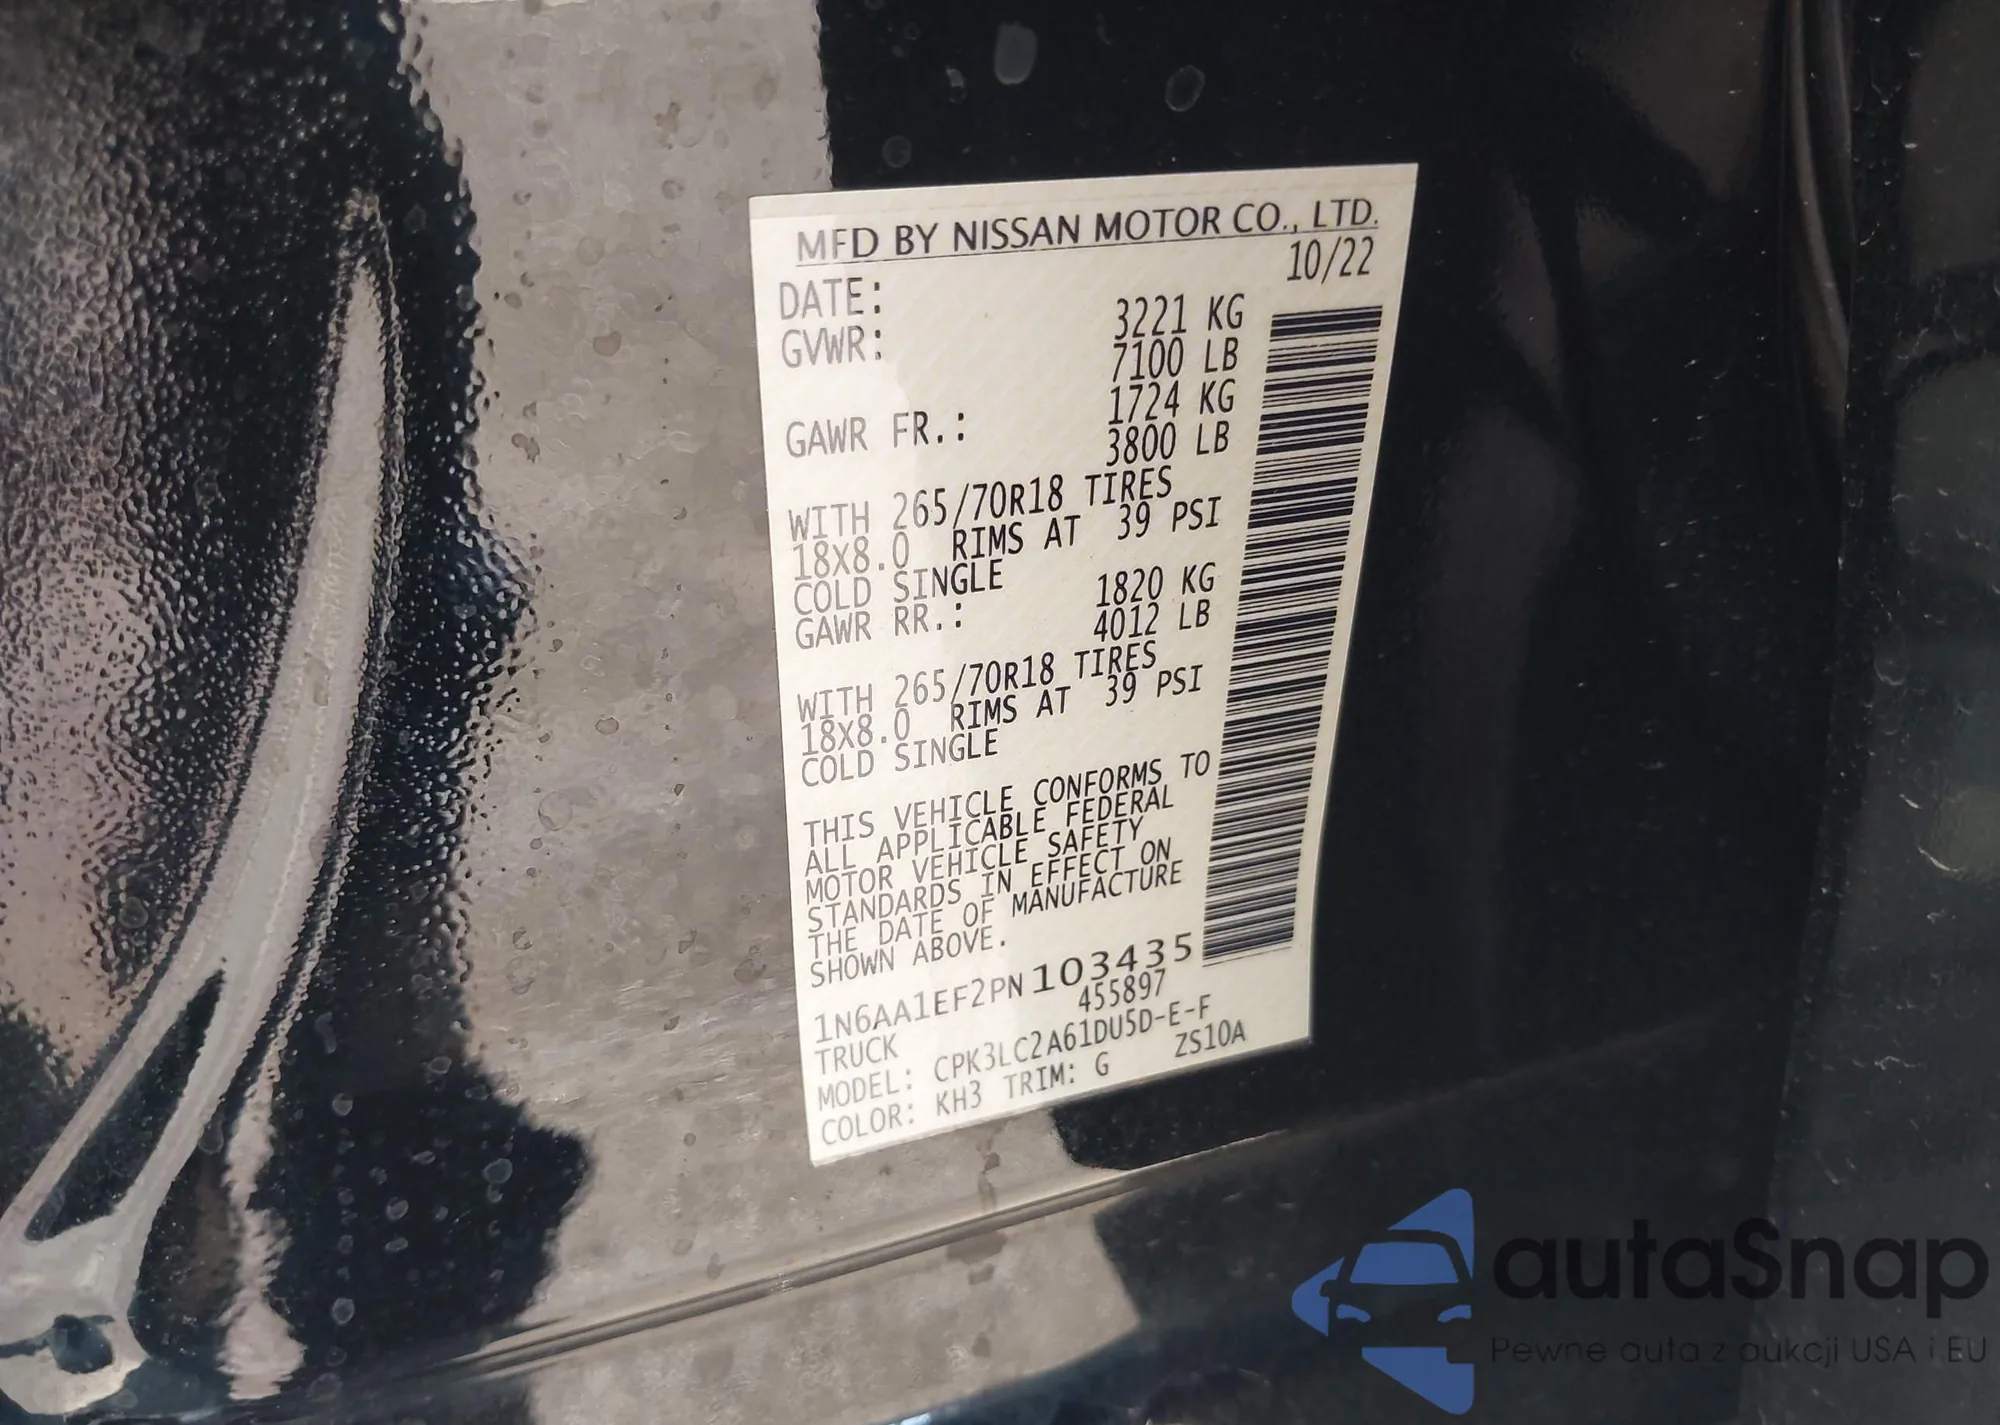 MFD BY NISSAN MOTOR CO., LTD.
DATE: 10/22
GVWR: 3221 KG
7100 LB
GAWR FR.: 1724 KG
3800 LB
WITH 265/70R18 TIRES
18X8.0 RIMS AT 39 PSI
COLD SINGLE
GAWR RR.: 1820 KG
4012 LB
WITH 265/70R18 TIRES
18X8.0 RIMS AT 39 PSI
COLD SINGLE
THIS VEHICLE CONFORMS TO
ALL APPLICABLE FEDERAL
MOTOR VEHICLE SAFETY
STANDARDS IN EFFECT ON
THE DATE OF MANUFACTURE
SHOWN ABOVE.
1N6AA1EF2PN103435
TRUCK 455897
MODEL: CPK3LC2A61DU5D-E-F
COLOR: KH3 TRIM: G ZS10A
autaSnap
Pewne auta z aukcji USA i EU